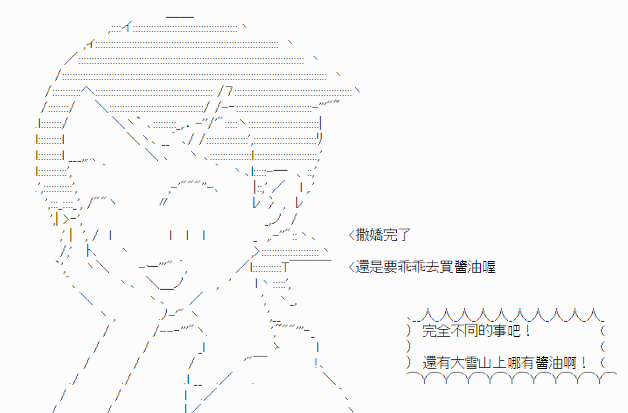 <撒嬌完了
<還是要乖乖去買醬油喔
完全不同的事吧！
還有大雪山上哪有醬油啊！